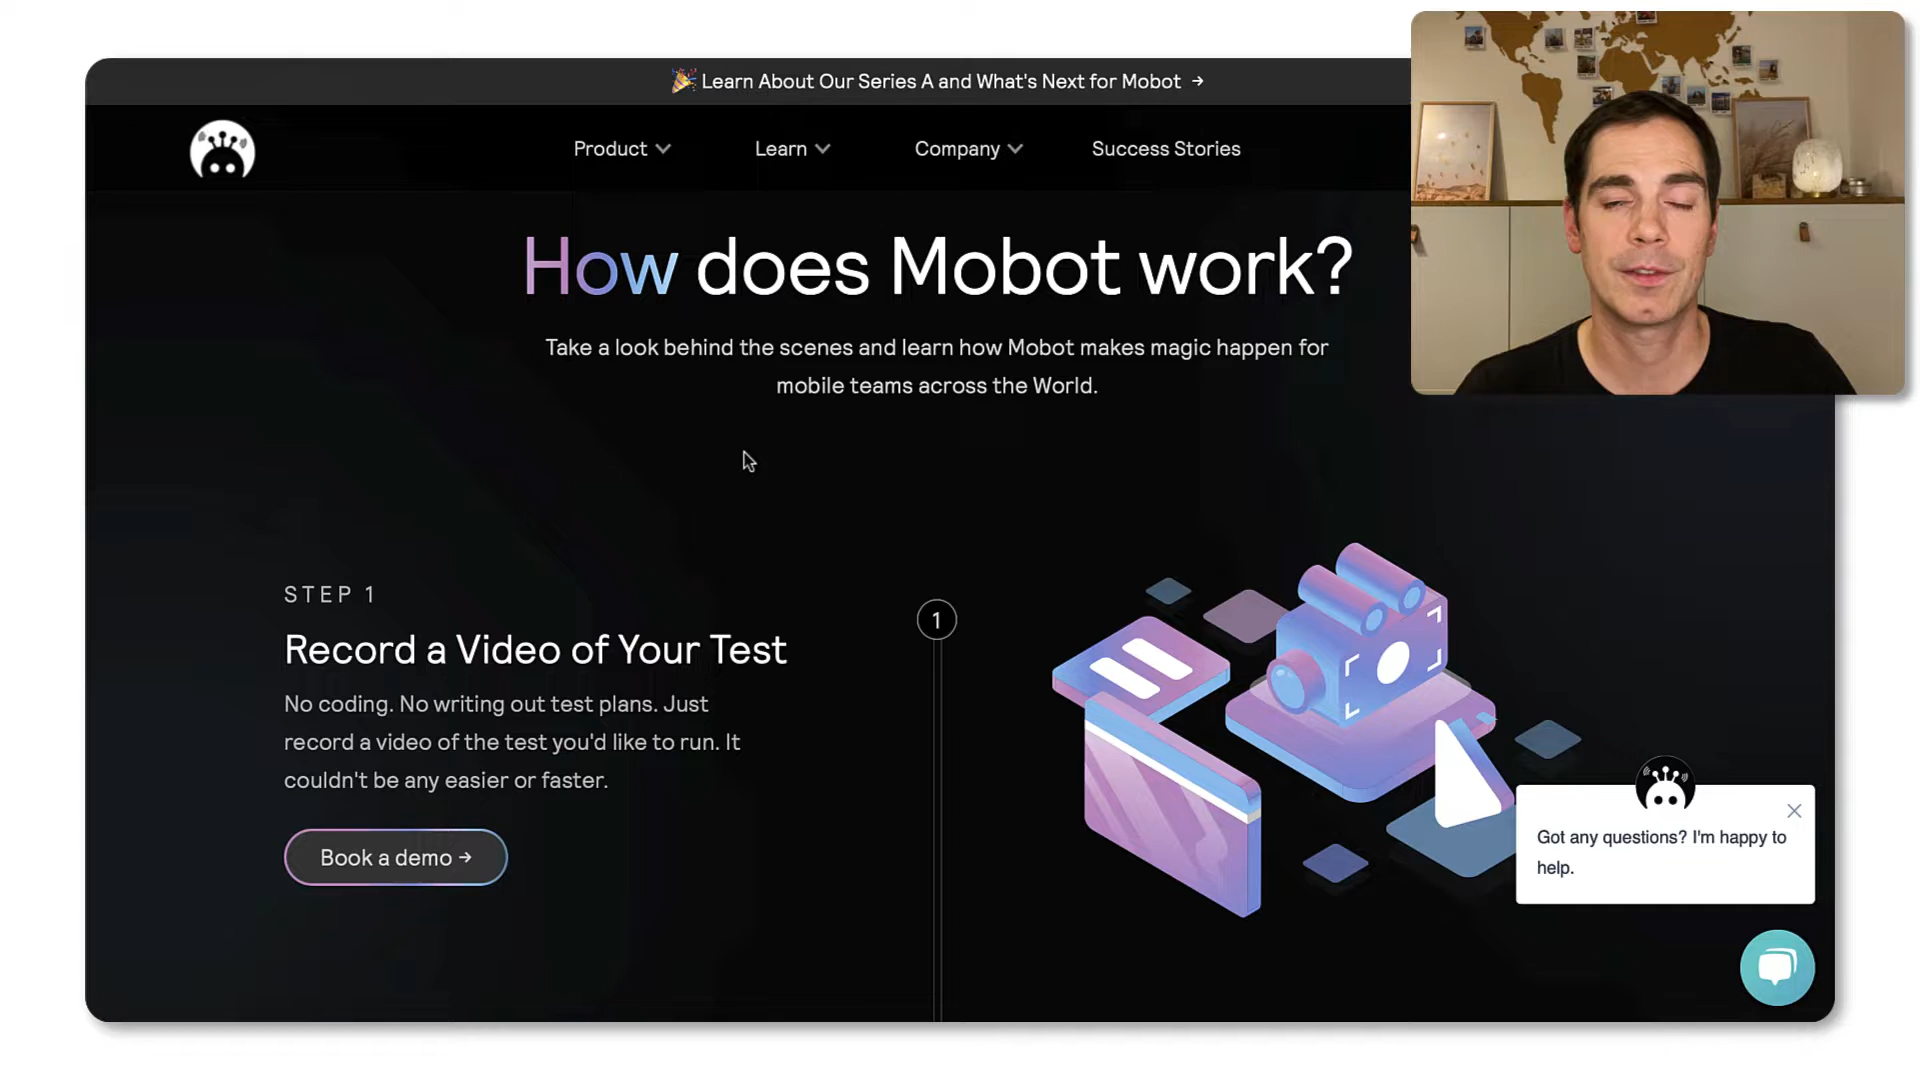 🎉 Learn About Our Series A and What's Next for Mobot →
Product
Learn
Company
Success Stories
How does Mobot work?
Take a look behind the scenes and learn how Mobot makes magic happen for
mobile teams across the World.
STEP 1
Record a Video of Your Test
No coding. No writing out test plans. Just
record a video of the test you'd like to run. It
couldn't be any easier or faster.
Book a demo →
1
Got any questions? I'm happy to
help.